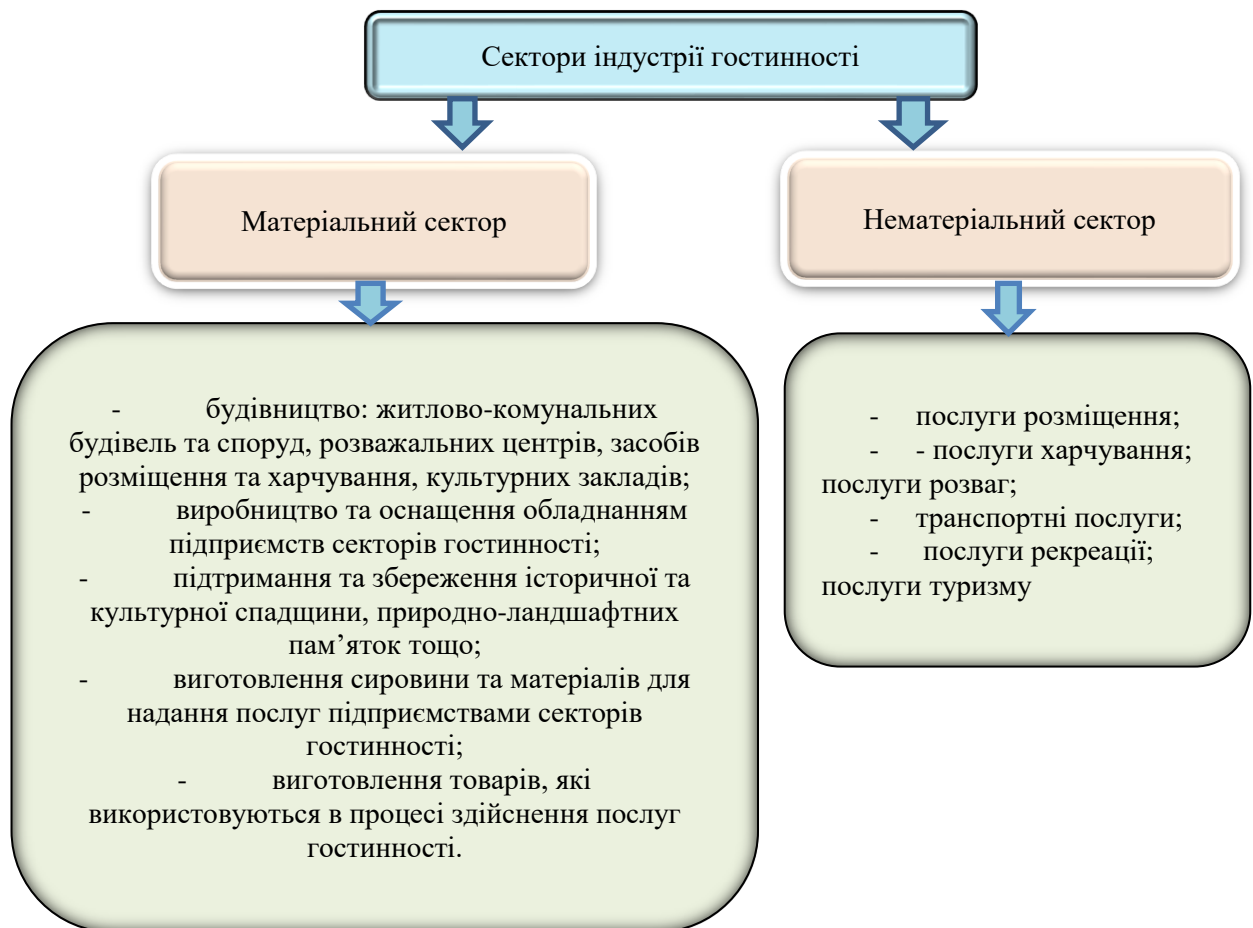 Сектори індустрії гостинності
Матеріальний сектор
Нематеріальний сектор
- будівництво: житлово-комунальних
будівель та споруд, розважальних центрів, засобів
розміщення та харчування, культурних закладів;
- виробництво та оснащення обладнанням
підприємств секторів гостинності;
- підтримання та збереження історичної та
культурної спадщини, природно-ландшафтних
пам’яток тощо;
- виготовлення сировини та матеріалів для
надання послуг підприємствами секторів
гостинності;
- виготовлення товарів, які
використовуються в процесі здійснення послуг
гостинності.
- послуги розміщення;
- - послуги харчування;
послуги розваг;
- транспортні послуги;
- послуги рекреації;
послуги туризму